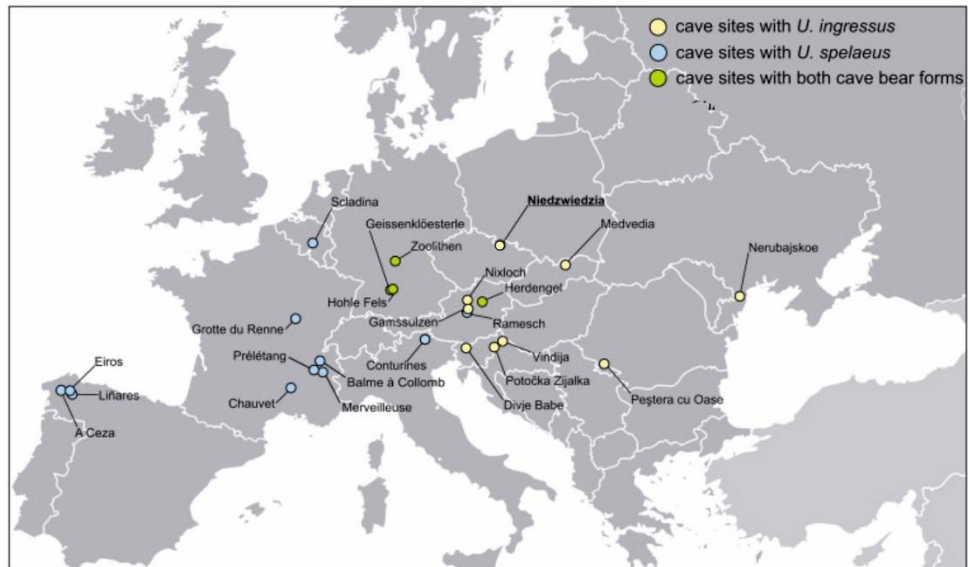 cave sites with U. ingressus
cave sites with U. spelaeus
cave sites with both cave bear forms
Scladina
Niedzwiedzia
Geissenklöesterle
Medvedia
Zoolithen
Nerubajskoe
Nixloch
Herdengel
Hohle Fels
Gamssulzen
Ramesch
Grotte du Renne
Prélétang
Conturines
Vindija
Eiros
Balme à Collomb
Potočka Zijalka
Liñares
Chauvet
Merveilleuse
Divje Babe
Peştera cu Oase
A Ceza